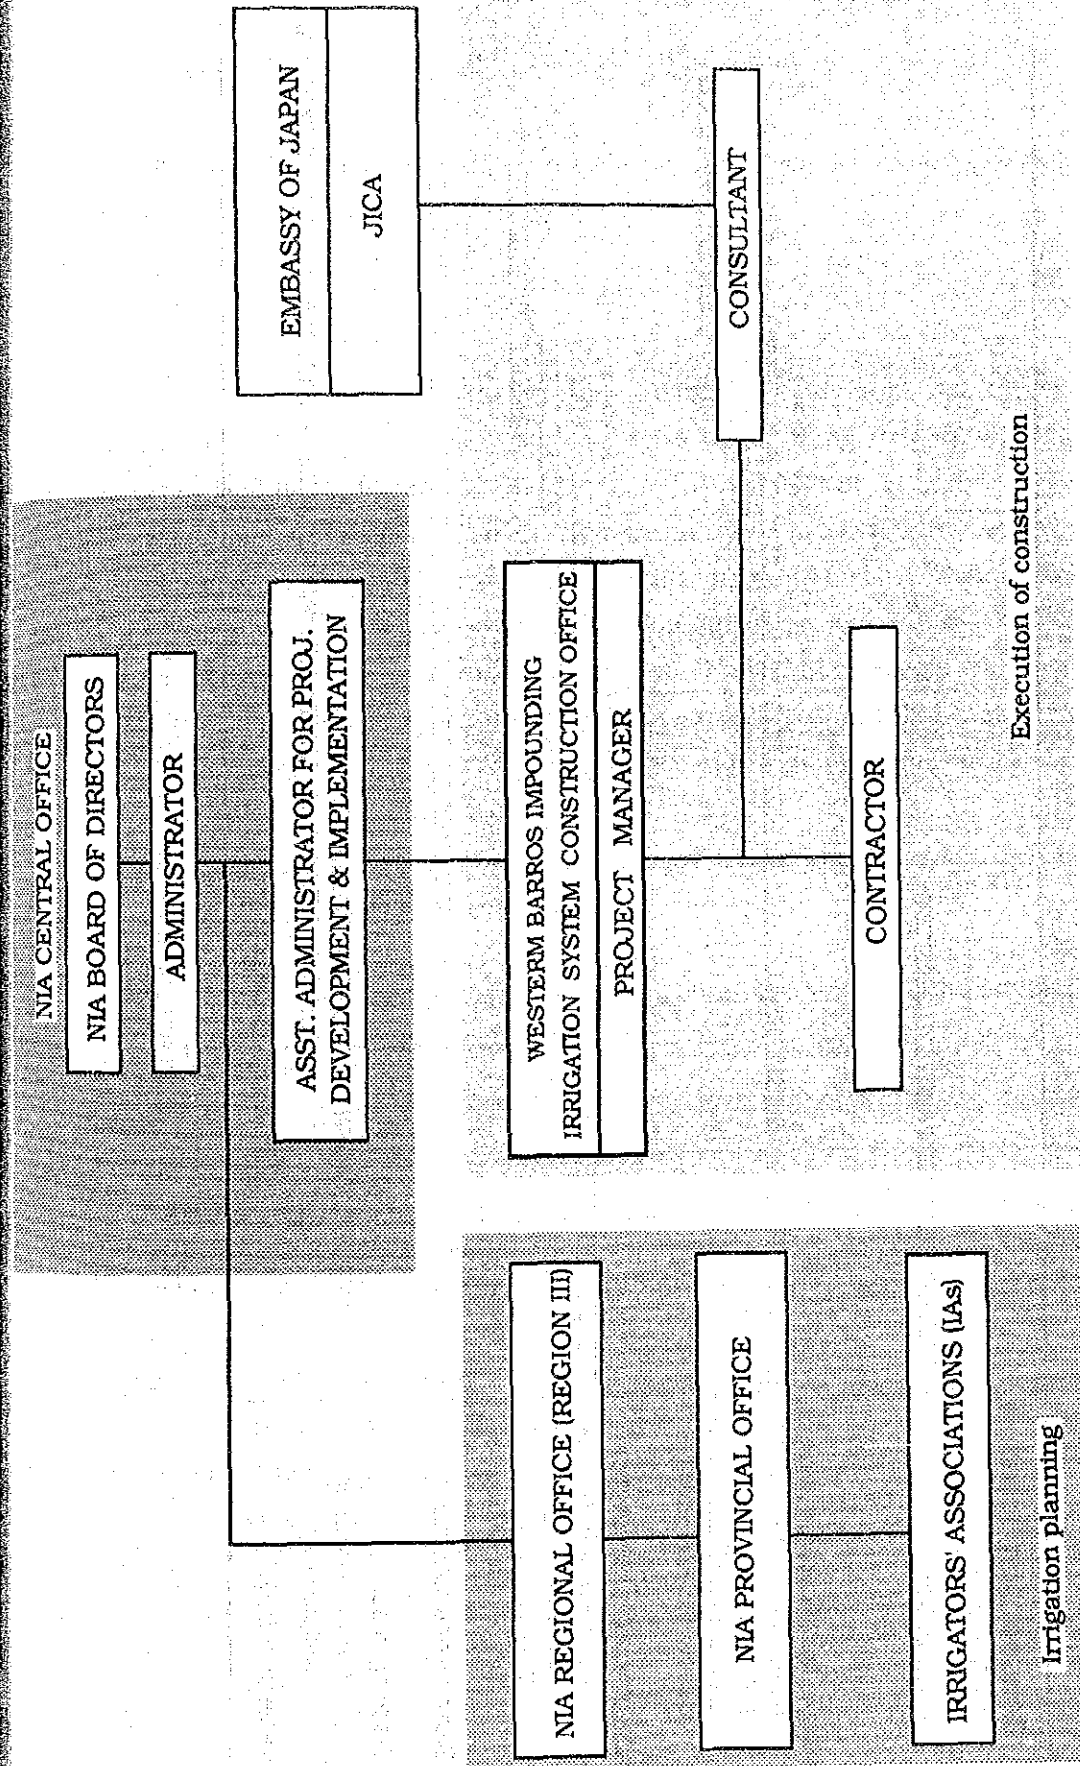 NIA CENTRAL OFFICE
NIA BOARD OF DIRECTORS
ADMINISTRATOR
ASST. ADMINISTRATOR FOR PROJ.
DEVELOPMENT & IMPLEMENTATION
EMBASSY OF JAPAN
JICA
NIA REGIONAL OFFICE (REGION III)
NIA PROVINCIAL OFFICE
IRRIGATORS' ASSOCIATIONS (IAs)
Irrigation planning
WESTERM BARROS IMPOUNDING
IRRIGATION SYSTEM CONSTRUCTION OFFICE
PROJECT MANAGER
CONSULTANT
CONTRACTOR
Execution of construction